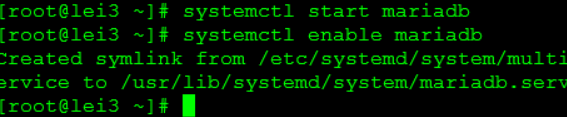 [root@lei3 ~]# systemctl start mariadb
[root@lei3 ~]# systemctl enable mariadb
Created symlink from /etc/systemd/system/multi
ervice to /usr/lib/systemd/system/mariadb.serv
[root@lei3 ~]#